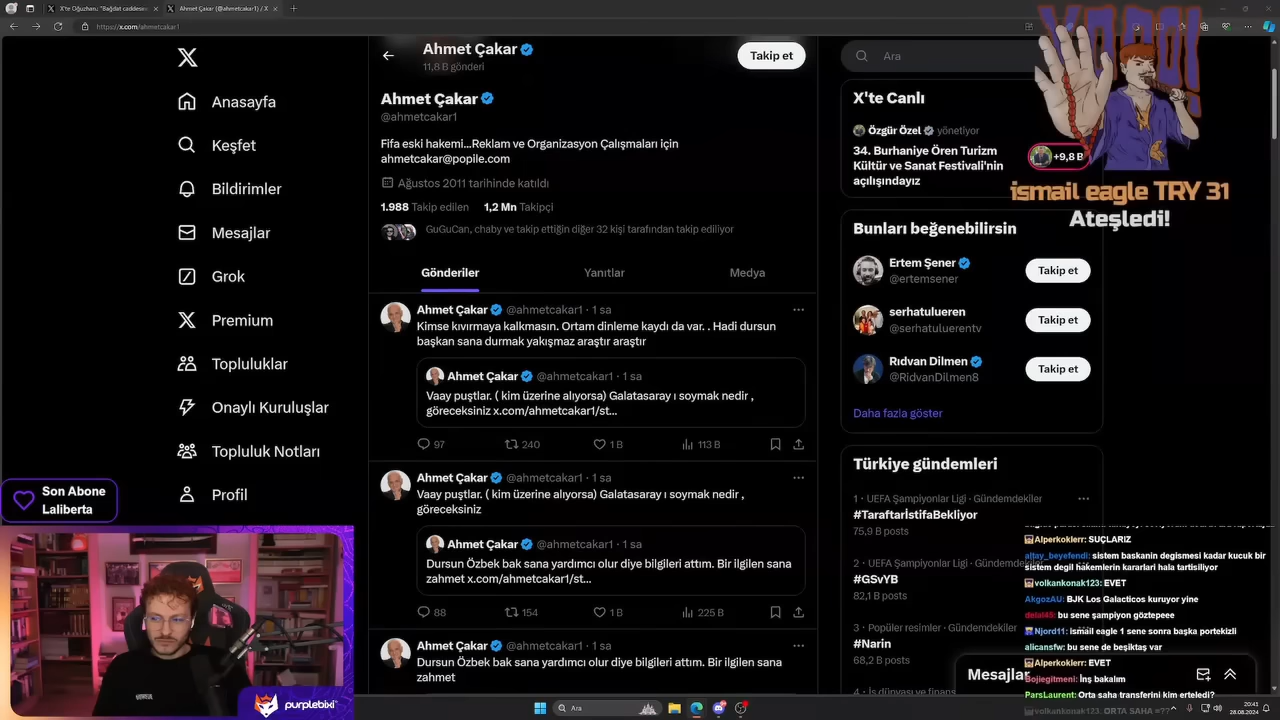 X'te Oğuzhanu "Bağdat caddese
Ahmet Çakar (@ahmetcakar1) / X
https://x.com/ahmetcakar1
Anasayfa
Keşfet
Bildirimler
Mesajlar
Grok
Premium
Topluluklar
Onaylı Kuruluşlar
Topluluk Notları
Profil
Son Abone
Laliberta
purplebixi
Ahmet Çakar
11,8 B gönderi
Takip et
Ahmet Çakar
@ahmetcakar1
Fifa eski hakemi...Reklam ve Organizasyon Çalışmaları için
ahmetcakar@popile.com
Ağustos 2011 tarihinde katıldı
1.988 Takip edilen 1,2 Mn Takipçi
GuruCan, chaby ve takip ettiğin diğer 32 kişi tarafından takip ediliyor
Gönderiler Yanıtlar Medya
Ahmet Çakar @ahmetcakar1 · 1 sa
Kimse kıvırmaya kalkmasın. Ortam dinleme kaydı da var. . Hadi dursun
başkan sana durmak yakışmaz araştır araştır
Ahmet Çakar @ahmetcakar1 · 1 sa
Vaay puştlar. ( kim üzerine alıyorsa) Galatasaray ı soymak nedir ,
göreceksiniz x.com/ahmetcakar1/st...
97 240 1 B 113 B
Ahmet Çakar @ahmetcakar1 · 1 sa
Vaay puştlar. ( kim üzerine alıyorsa) Galatasaray ı soymak nedir ,
göreceksiniz
Ahmet Çakar @ahmetcakar1 · 1 sa
Dursun Özbek bak sana yardımcı olur diye bilgileri attım. Bir ilgilen sana
zahmet x.com/ahmetcakar1/st...
88 154 1 B 225 B
Ahmet Çakar @ahmetcakar1 · 1 sa
Dursun Özbek bak sana yardımcı olur diye bilgileri attım. Bir ilgilen sana
zahmet
Ara
X'te Canlı
Özgür Özel yönetiyor
34. Burhaniye Ören Turizm
Kültür ve Sanat Festivali'nin
açılışındayız
+9,8 B
ismail eagle TRY 31
Ateşledi!
Bunları beğenebilirsin
Ertem Şener
@ertemsener
Takip et
serhatulueren
@serhatuluerentv
Takip et
Rıdvan Dilmen
@RidvanDilmen8
Takip et
Daha fazla göster
Türkiye gündemleri
1 · UEFA Şampiyonlar Ligi · Gündemdekiler
#TaraftarİstifaBekliyor
75,9 B posts
2 · UEFA Şampiyonlar Ligi · Gündemdekiler
#GSvYB
82,1 B posts
3 · Popüler resimler · Gündemdekiler
#Narin
68,2 B posts
4 · İş dünyası ve finans
Mesajlar
Alperkoklerr: SUÇLARIZ
altay_beyefendi: sistem baskanin degismesi kadar kucuk bir
sistem degil hakemlerin kararlari hala tartisiliyor
volkankonak123: EVET
AkgozAU: BJK Los Galacticos kuruyor yine
delal45: bu sene şampiyon göztepeee
Njord11: ismail eagle 1 sene sonra başka portekizli
alicansfw: bu sene de beşiktaş var
Alperkoklerr: EVET
Bojiegitmeni: İnş bakalım
ParsLaurent: Orta saha transferini kim erteledi?
volkankonak123: ORTA SAHA =??
Ara
20:41
28.08.2024